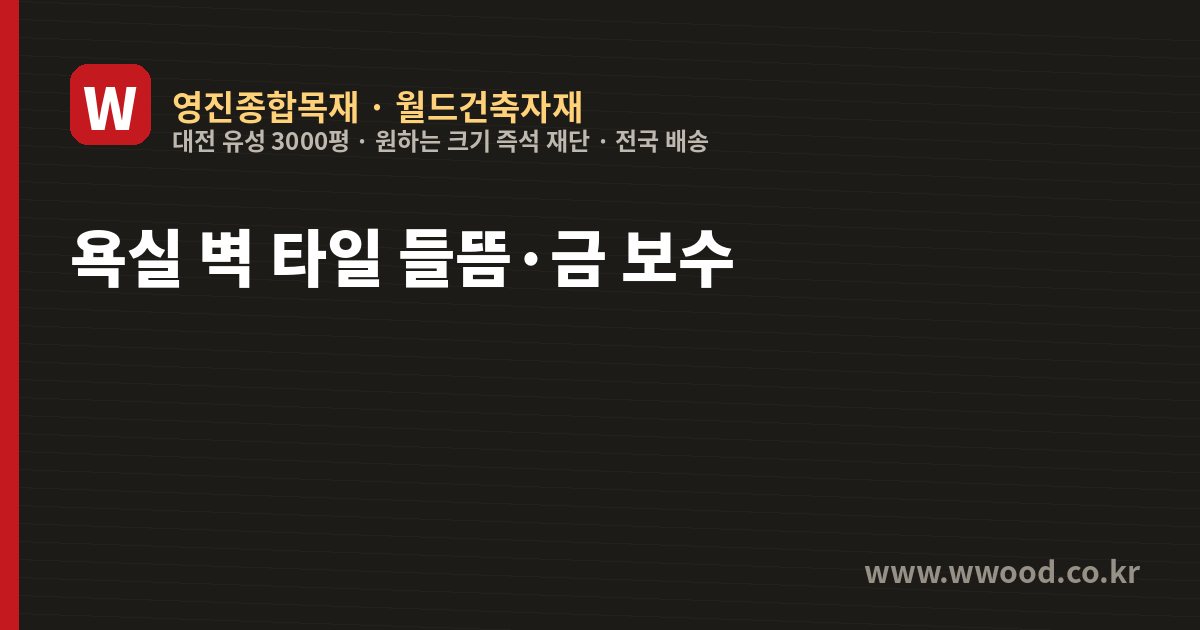 W
영진종합목재 · 월드건축자재
대전 유성 3000평 · 원하는 크기 즉석 재단 · 전국 배송
욕실 벽 타일 들뜸·금 보수
www.wwood.co.kr